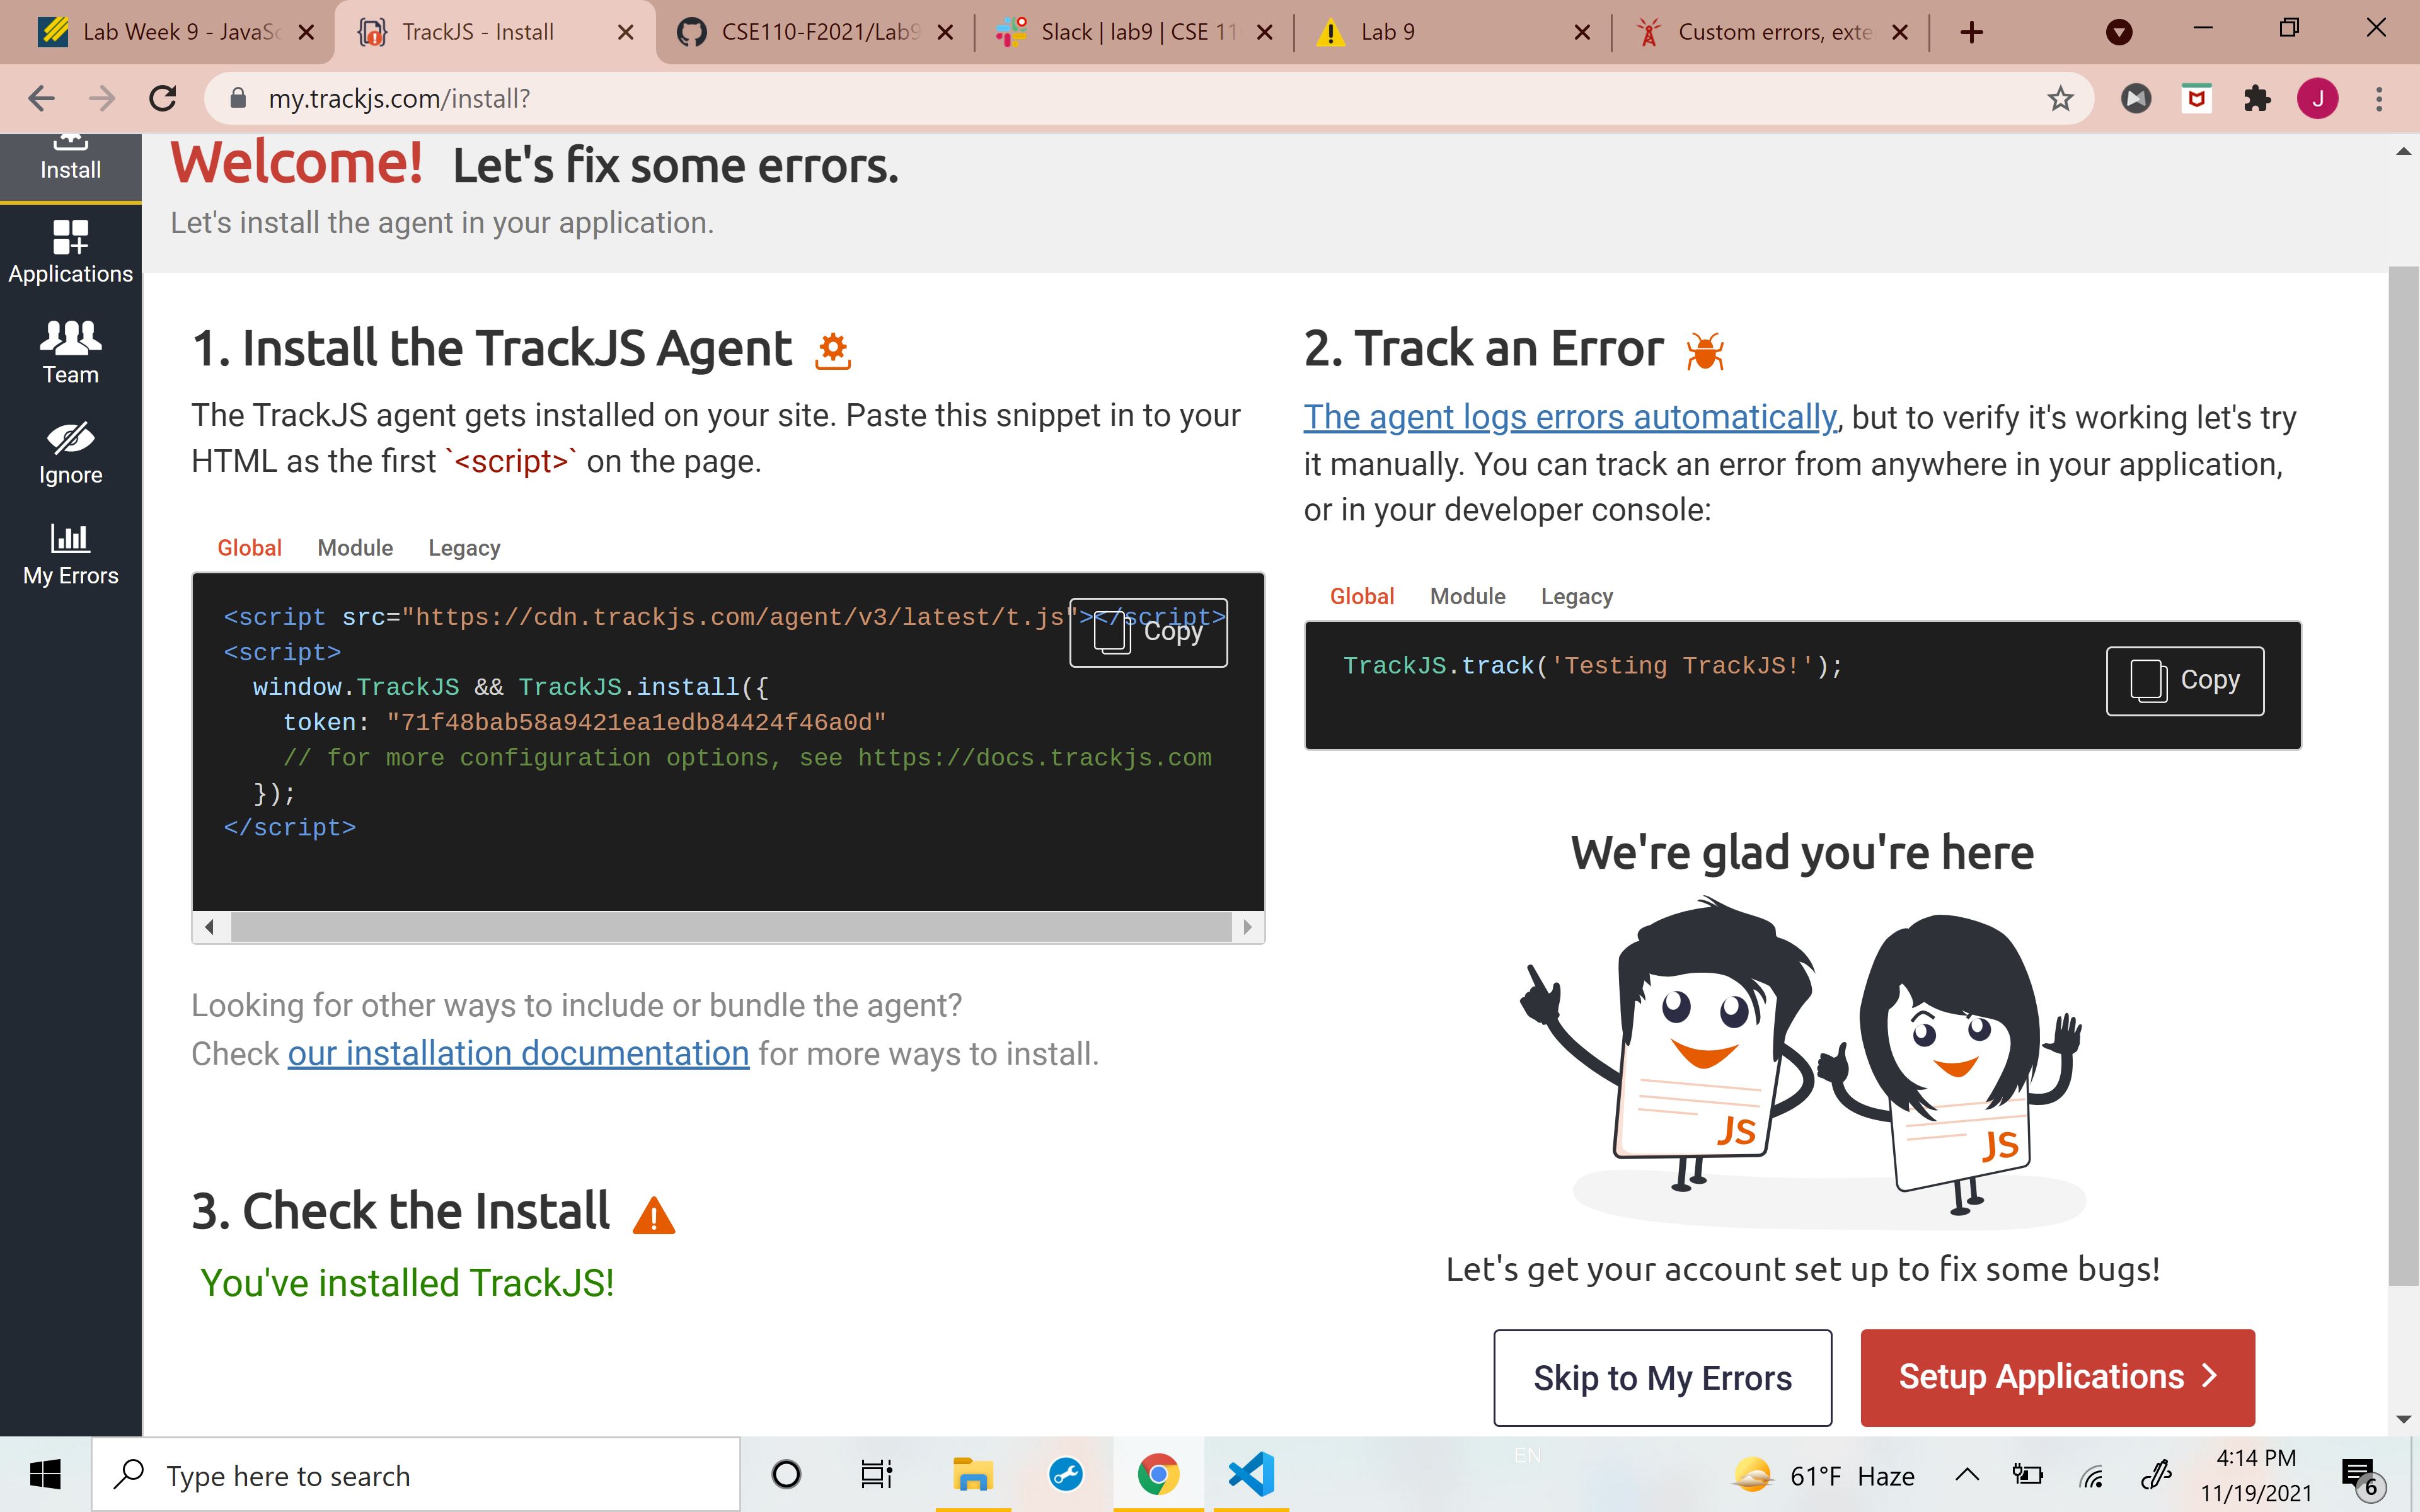 Lab Week 9 - JavaSc
TrackJS - Install
CSE110-F2021/Lab9
Slack | lab9 | CSE 11
Lab 9
Custom errors, exte
my.trackjs.com/install?
J
Install
Applications
Team
Ignore
My Errors
Welcome! Let's fix some errors.
Let's install the agent in your application.
1. Install the TrackJS Agent
The TrackJS agent gets installed on your site. Paste this snippet in to your
HTML as the first `<script>` on the page.
Global Module Legacy
<script src="https://cdn.trackjs.com/agent/v3/latest/t.js"></script>
Copy
<script>
window.TrackJS && TrackJS.install({
token: "71f48bab58a9421ea1edb84424f46a0d"
// for more configuration options, see https://docs.trackjs.com
});
</script>
Looking for other ways to include or bundle the agent?
Check our installation documentation for more ways to install.
3. Check the Install
You've installed TrackJS!
2. Track an Error
The agent logs errors automatically, but to verify it's working let's try
it manually. You can track an error from anywhere in your application,
or in your developer console:
Global Module Legacy
TrackJS.track('Testing TrackJS!');
Copy
We're glad you're here
JS
JS
Let's get your account set up to fix some bugs!
Skip to My Errors
Setup Applications
Type here to search
EN
61°F Haze
4:14 PM
11/19/2021
6